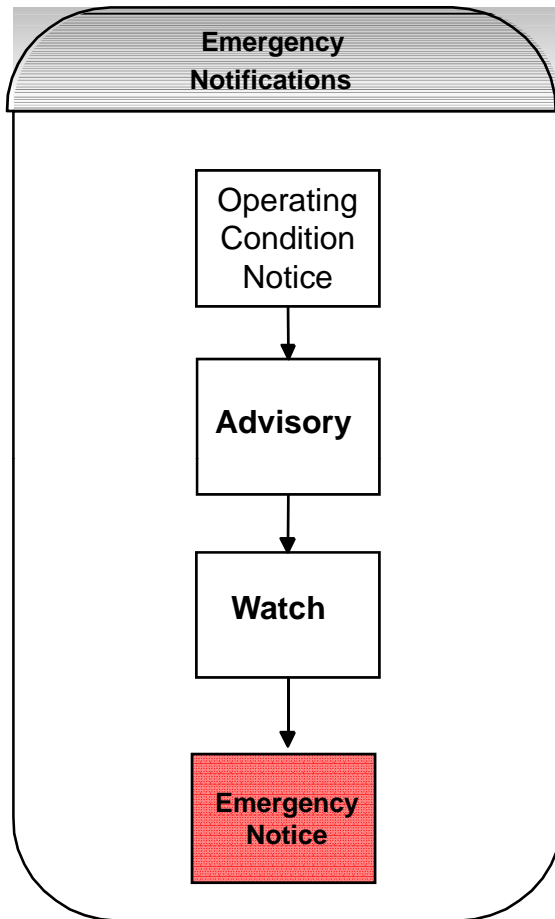 Emergency
Notifications
Operating
Condition
Notice
Advisory
Watch
Emergency
Notice